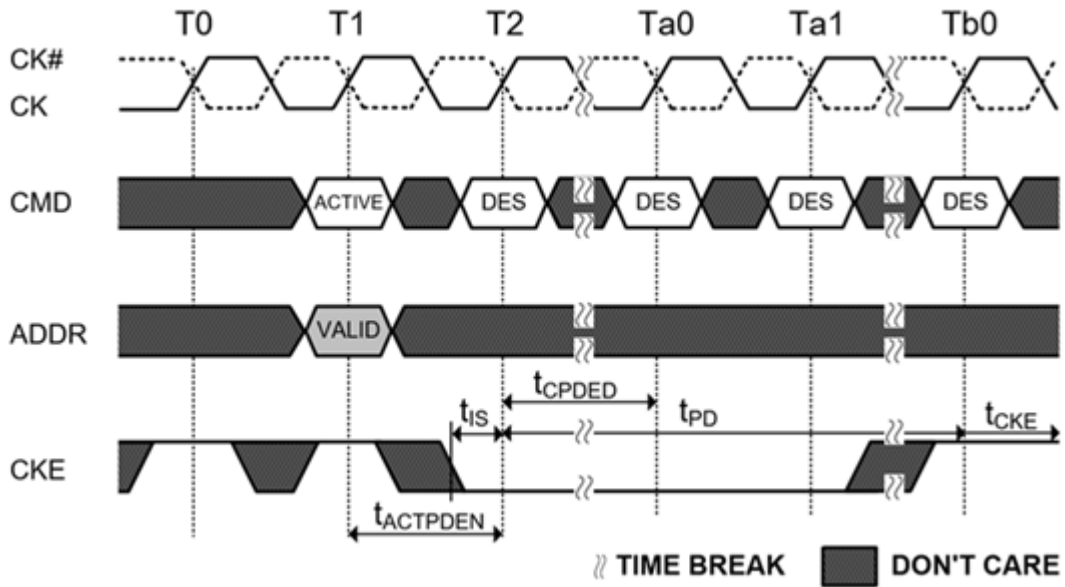 T0 T1 T2 Ta0 Ta1 Tb0
CK#
CK
CMD ACTIVE DES DES DES DES
ADDR VALID
tCPDED
tIS tPD tCKE
CKE
tACTPDEN
TIME BREAK DON'T CARE